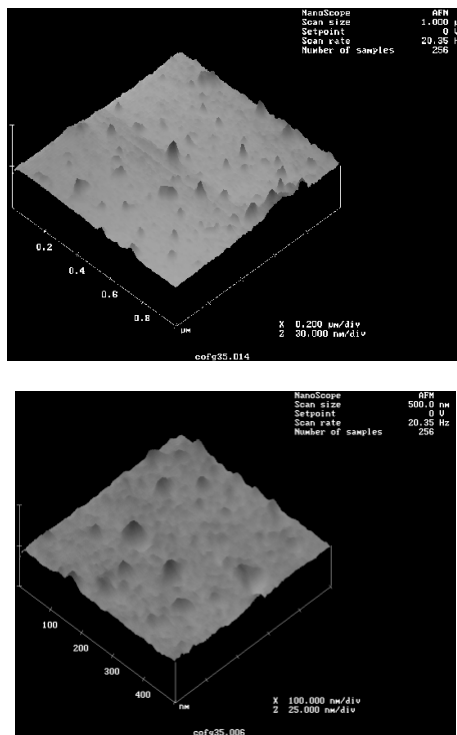 NanoScope AFM
Scan size 1.000 µ
Setpoint 0 V
Scan rate 20.35 H
Number of samples 256
0.2
0.4
0.6
0.8
µm
X 0.200 µm/div
Z 30.000 nm/div
cofg35.014
NanoScope AFM
Scan size 500.0 nm
Setpoint 0 V
Scan rate 20.35 Hz
Number of samples 256
100
200
300
400
nm
X 100.000 nm/div
Z 25.000 nm/div
cofg35.006